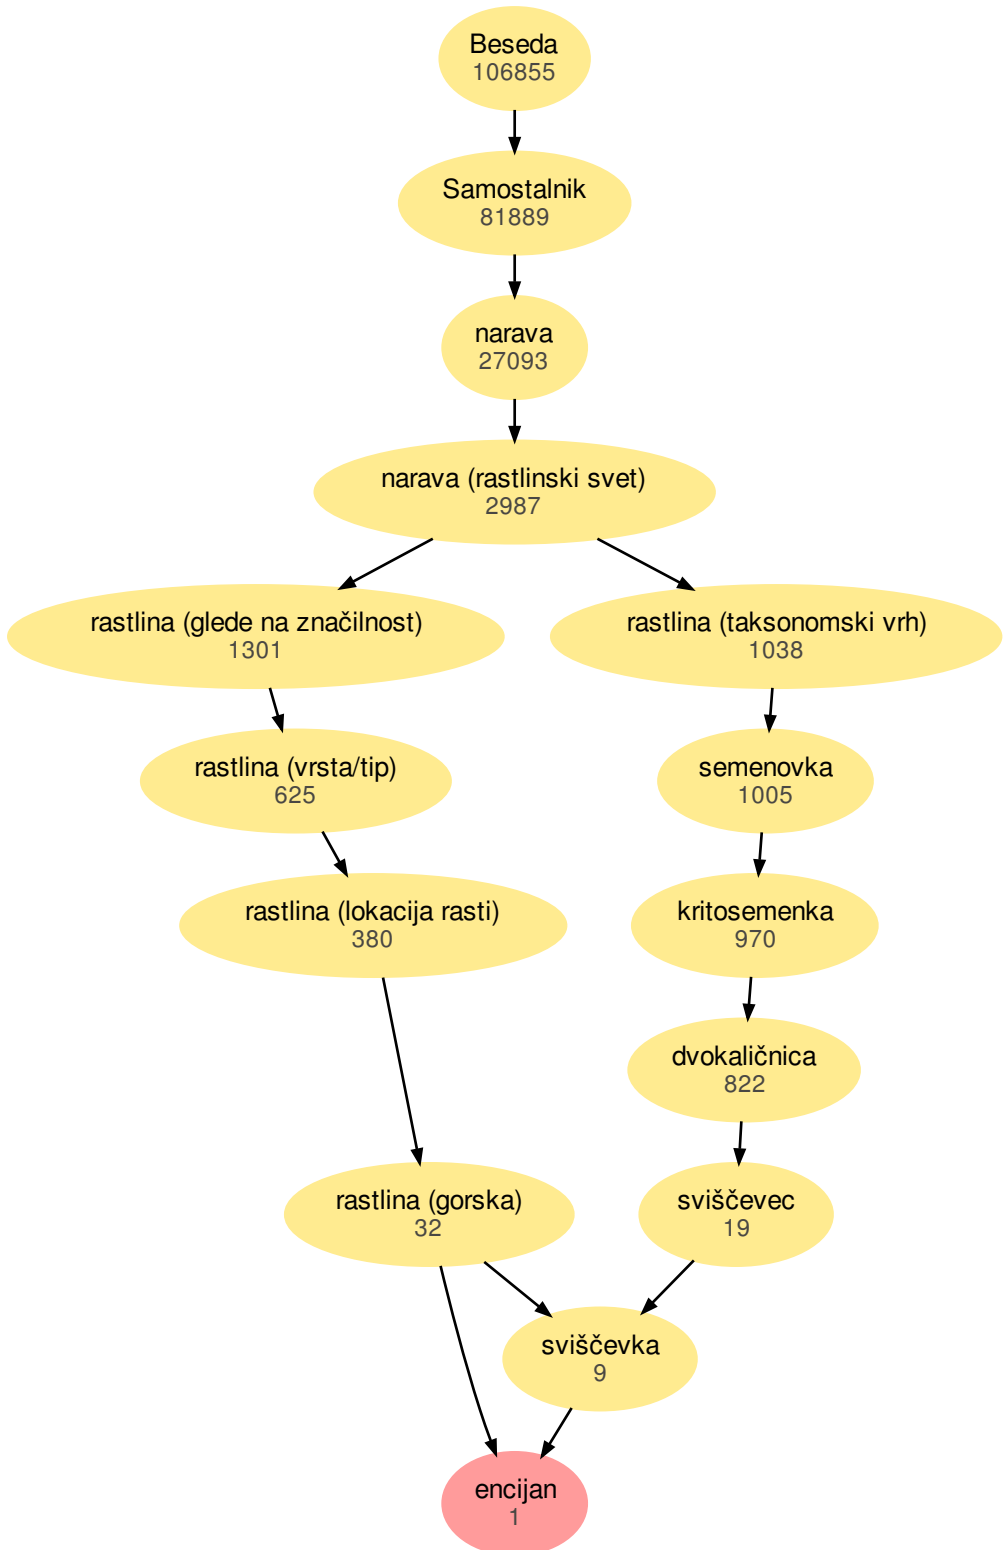 Beseda
106855
Samostalnik
81889
narava
27093
narava (rastlinski svet)
2987
rastlina (glede na značilnost)
1301
rastlina (taksonomski vrh)
1038
rastlina (vrsta/tip)
625
semenovka
1005
rastlina (lokacija rasti)
380
kritosemenka
970
dvokaličnica
822
rastlina (gorska)
32
sviščevec
19
sviščevka
9
encijan
1